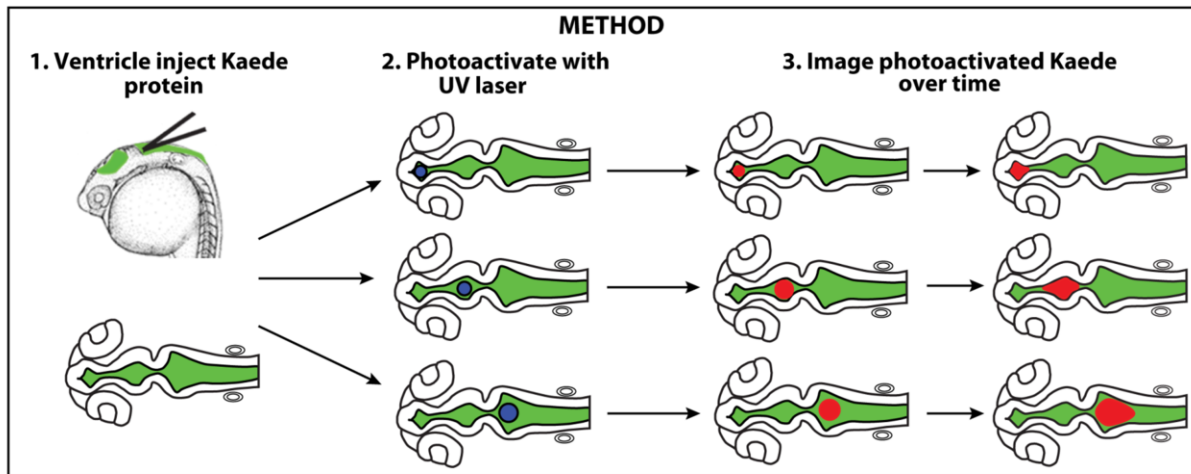 METHOD
1. Ventricle inject Kaede
protein
2. Photoactivate with
UV laser
3. Image photoactivated Kaede
over time